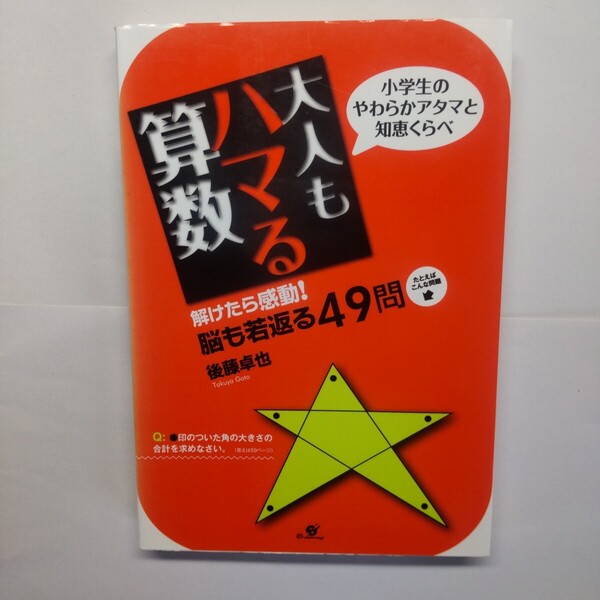 小学生の
やわらかアタマと
知恵くらべ
大人も
ハマる
算数
解けたら感動!
脳も若返る49問
たとえば
こんな問題
後藤卓也
Takuya Goto
Q: ●印のついた角の大きさの
合計を求めなさい。